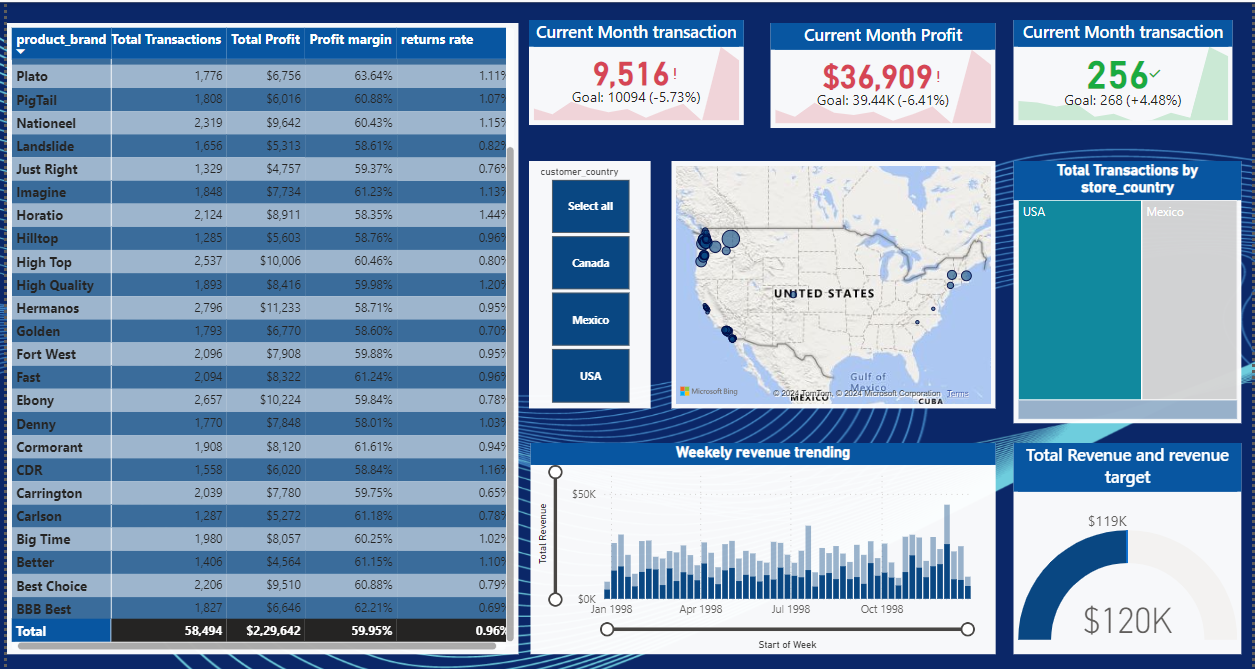 product_brand Total Transactions Total Profit Profit margin returns rate
Plato 1,776 $6,756 63.64% 1.11%
PigTail 1,808 $6,016 60.88% 1.07%
Nationeel 2,319 $9,642 60.43% 1.15%
Landslide 1,656 $5,313 58.61% 0.82%
Just Right 1,329 $4,757 59.37% 0.76%
Imagine 1,848 $7,734 61.23% 1.13%
Horatio 2,124 $8,911 58.35% 1.44%
Hilltop 1,285 $5,603 58.76% 0.96%
High Top 2,537 $10,006 60.46% 0.80%
High Quality 1,893 $8,416 59.98% 1.20%
Hermanos 2,796 $11,233 58.71% 0.95%
Golden 1,793 $6,770 58.60% 0.70%
Fort West 2,096 $7,908 59.88% 0.95%
Fast 2,094 $8,322 61.24% 0.96%
Ebony 2,657 $10,224 59.84% 0.78%
Denny 1,770 $7,848 58.01% 1.03%
Cormorant 1,908 $8,120 61.61% 0.94%
CDR 1,558 $6,020 58.84% 1.16%
Carrington 2,039 $7,780 59.75% 0.65%
Carlson 1,287 $5,272 61.18% 0.78%
Big Time 1,980 $8,057 60.25% 1.02%
Better 1,406 $4,564 61.15% 1.10%
Best Choice 2,206 $9,510 60.88% 0.79%
BBB Best 1,827 $6,646 62.21% 0.69%
Total 58,494 $2,29,642 59.95% 0.96%
Current Month transaction
9,516!
Goal: 10094 (-5.73%)
Current Month Profit
$36,909!
Goal: 39.44K (-6.41%)
Current Month transaction
256
Goal: 268 (+4.48%)
customer_country
Select all
Canada
Mexico
USA
UNITED STATES
Gulf of
Mexico
MEXICO
CUBA
Microsoft Bing
© 2024 TomTom, © 2024 Microsoft Corporation Terms
Total Transactions by
store_country
USA
Mexico
Weekly revenue trending
Total Revenue
$50K
$0K
Jan 1998 Apr 1998 Jul 1998 Oct 1998
Start of Week
Total Revenue and revenue
target
$119K
$120K